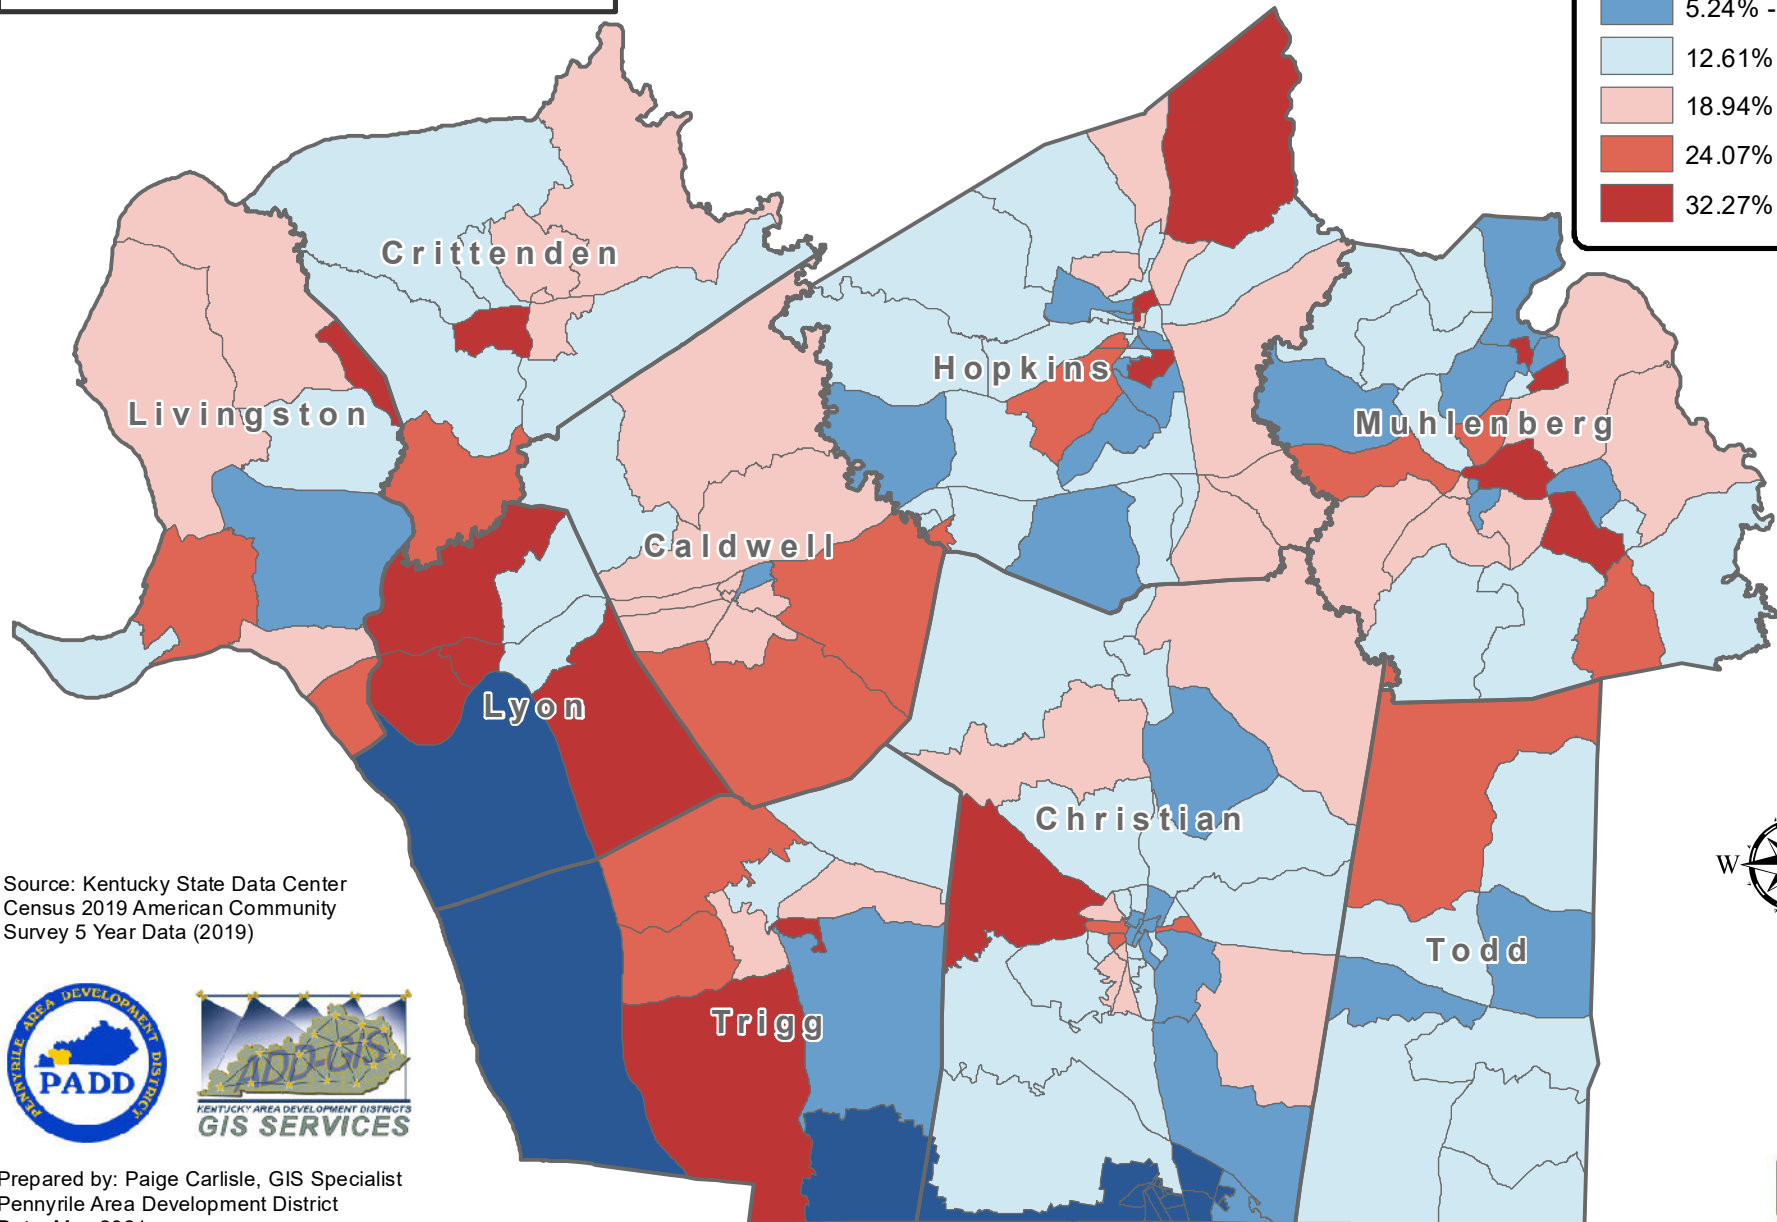 5.24% -
12.61%
18.94%
24.07%
32.27%
Crittenden
Livingston
Hopkins
Muhlenberg
Caldwell
Lyon
Christian
W
Todd
Trigg
Source: Kentucky State Data Center
Census 2019 American Community
Survey 5 Year Data (2019)
PENNYRILE AREA DEVELOPMENT DISTRICT
PADD
ADD-GIS
KENTUCKY AREA DEVELOPMENT DISTRICTS
GIS SERVICES
Prepared by: Paige Carlisle, GIS Specialist
Pennyrile Area Development District